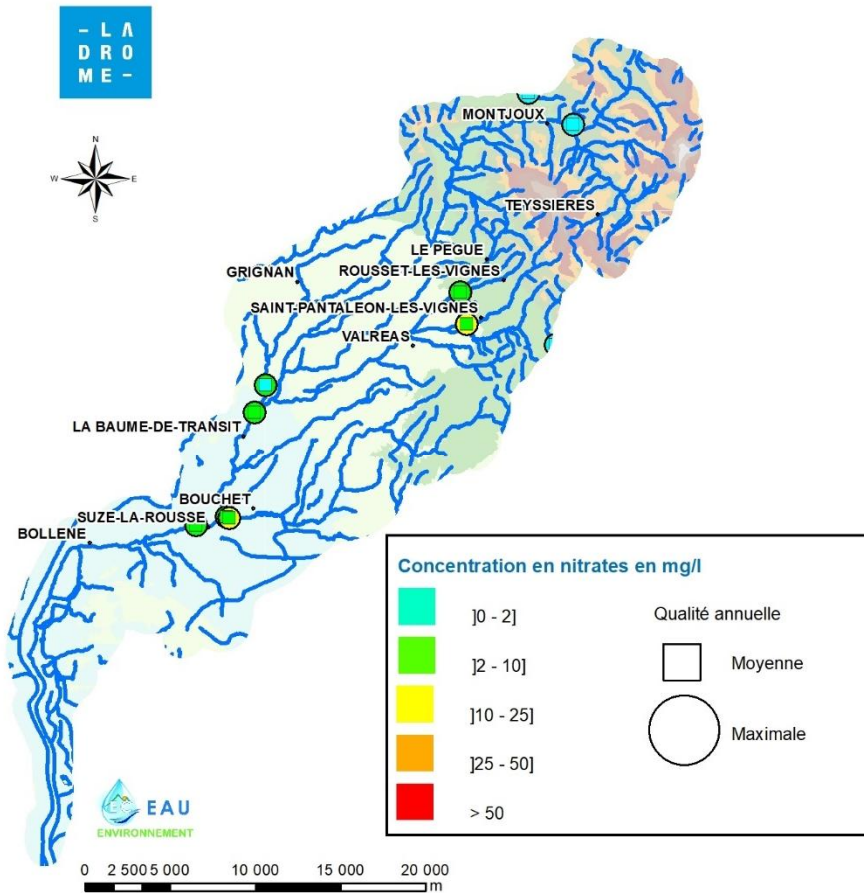 - LA
DRO
ME -
N
W
E
S
MONTJOUX
TEYSSIERES
LE PEGUE
ROUSSET-LES-VIGNES
GRIGNAN
SAINT-PANTALEON-LES-VIGNES
VALREAS
LA BAUME-DE-TRANSIT
BOUCHET
SUZE-LA-ROUSSE
BOLLENE
Concentration en nitrates en mg/l
]0 - 2]
]2 - 10]
]10 - 25]
]25 - 50]
> 50
Qualité annuelle
Moyenne
Maximale
EAU
ENVIRONNEMENT
0 2 500 5 000 10 000 15 000 20 000
m